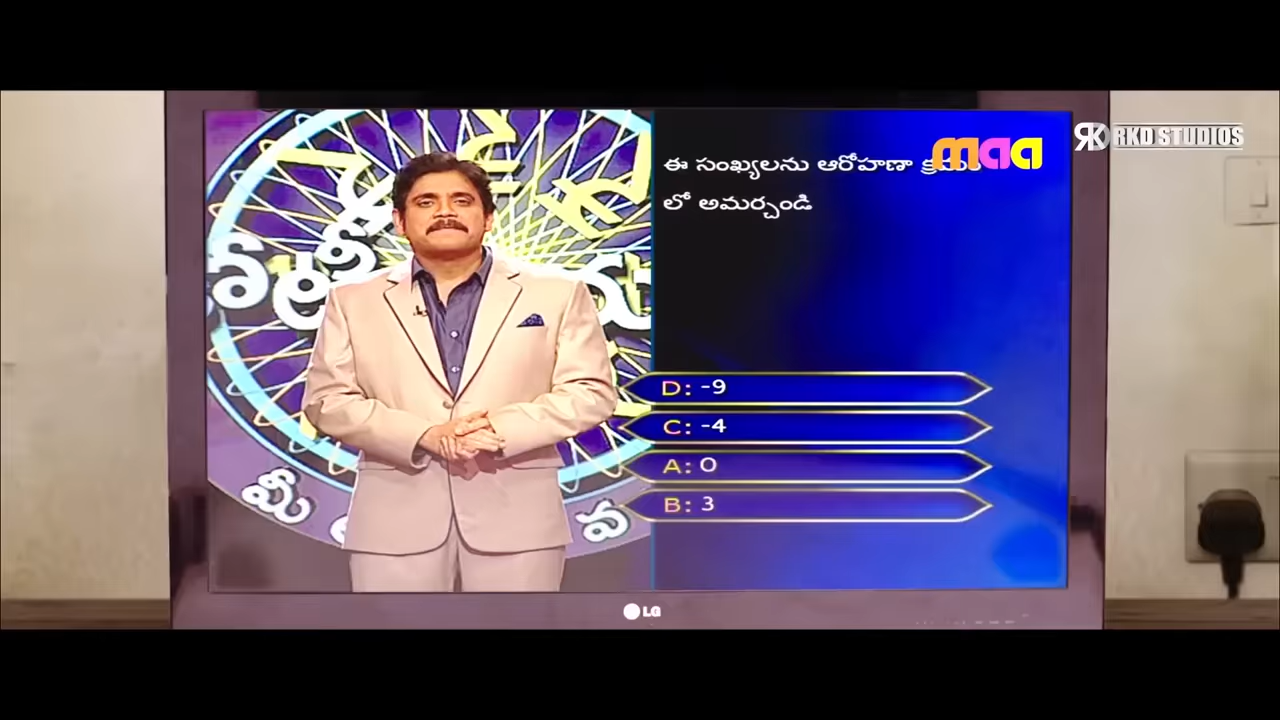 maa
RKD STUDIOS
ఈ సంఖ్యలను ఆరోహణా
లో అమర్చండి
D: -9
C: -4
A: 0
B: 3
మీ
వ
LG